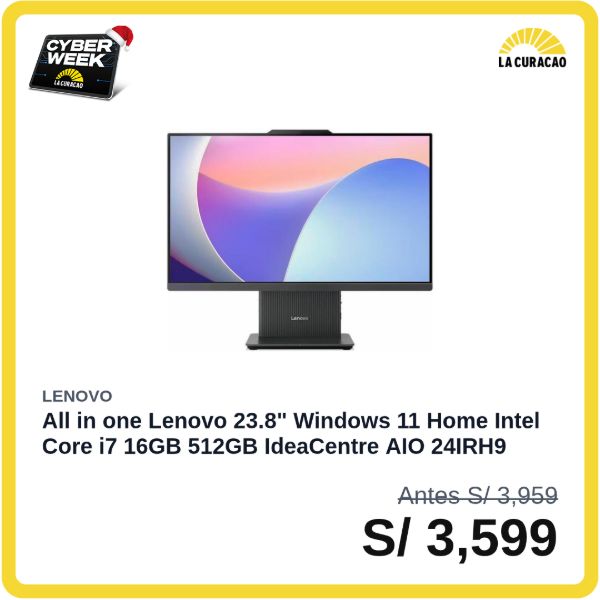 CYBER
WEEK
LA CURACAO
LA CURACAO
Lenovo
LENOVO
All in one Lenovo 23.8" Windows 11 Home Intel
Core i7 16GB 512GB IdeaCentre AIO 24IRH9
Antes S/ 3,959
S/ 3,599